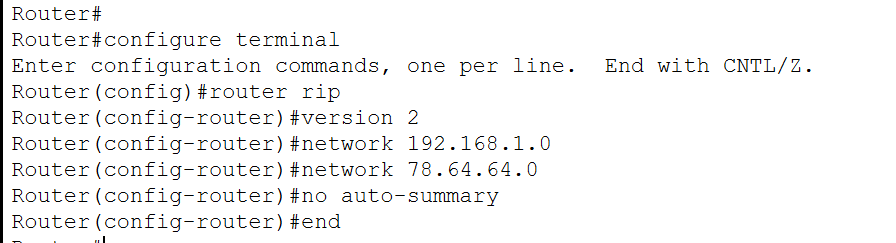 Router#
Router#configure terminal
Enter configuration commands, one per line.  End with CNTL/Z.
Router(config)#router rip
Router(config-router)#version 2
Router(config-router)#network 192.168.1.0
Router(config-router)#network 78.64.64.0
Router(config-router)#no auto-summary
Router(config-router)#end